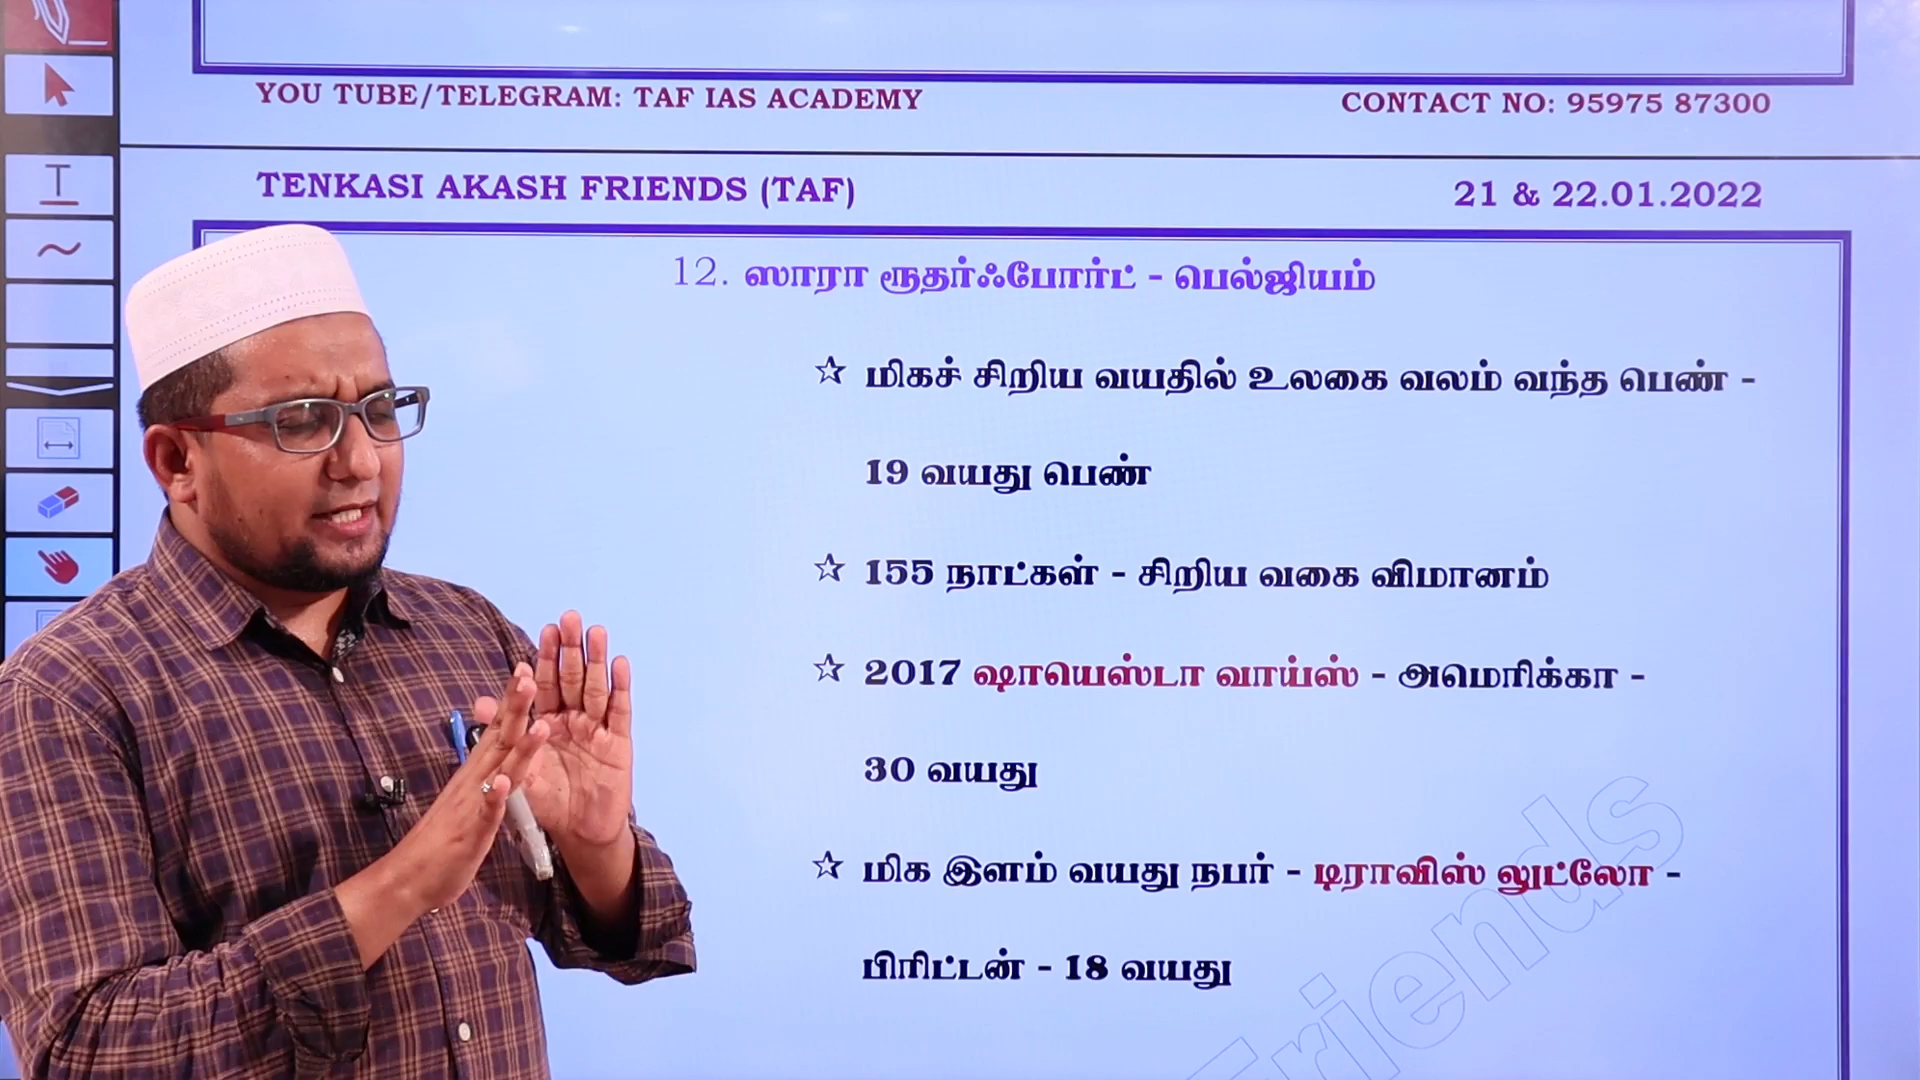 YOU TUBE/TELEGRAM: TAF IAS ACADEMY CONTACT NO: 95975 87300
TENKASI AKASH FRIENDS (TAF) 21 & 22.01.2022
12. ஸாரா ரூதர்ஃபோர்ட் - பெல்ஜியம்
☆ மிகச் சிறிய வயதில் உலகை வலம் வந்த பெண் -
19 வயது பெண்
☆ 155 நாட்கள் - சிறிய வகை விமானம்
☆ 2017 ஷாயெஸ்டா வாய்ஸ் - அமெரிக்கா -
30 வயது
☆ மிக இளம் வயது நபர் - டிராவிஸ் லுட்லோ -
பிரிட்டன் - 18 வயது
Friends